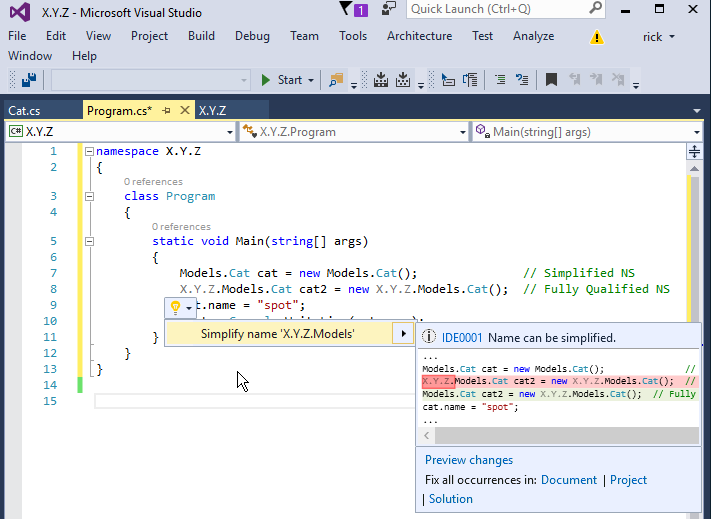 X.Y.Z - Microsoft Visual Studio
1
Quick Launch (Ctrl+Q)
File Edit View Project Build Debug Team Tools Architecture Test Analyze
rick
Window Help
Start
Cat.cs
Program.cs*
X.Y.Z
C# X.Y.Z
X.Y.Z.Program
Main(string[] args)
1 namespace X.Y.Z
2 {
0 references
3 class Program
4 {
0 references
5 static void Main(string[] args)
6 {
7 Models.Cat cat = new Models.Cat(); // Simplified NS
8 X.Y.Z.Models.Cat cat2 = new X.Y.Z.Models.Cat(); // Fully Qualified NS
9 .name = "spot";
10
11 }
12 }
13 }
14
15
Simplify name 'X.Y.Z.Models'
IDE0001 Name can be simplified.
...
Models.Cat cat = new Models.Cat(); //
X.Y.Z.Models.Cat cat2 = new X.Y.Z.Models.Cat(); //
Models.Cat cat2 = new X.Y.Z.Models.Cat(); // Fully
cat.name = "spot";
...
Preview changes
Fix all occurrences in: Document | Project
| Solution